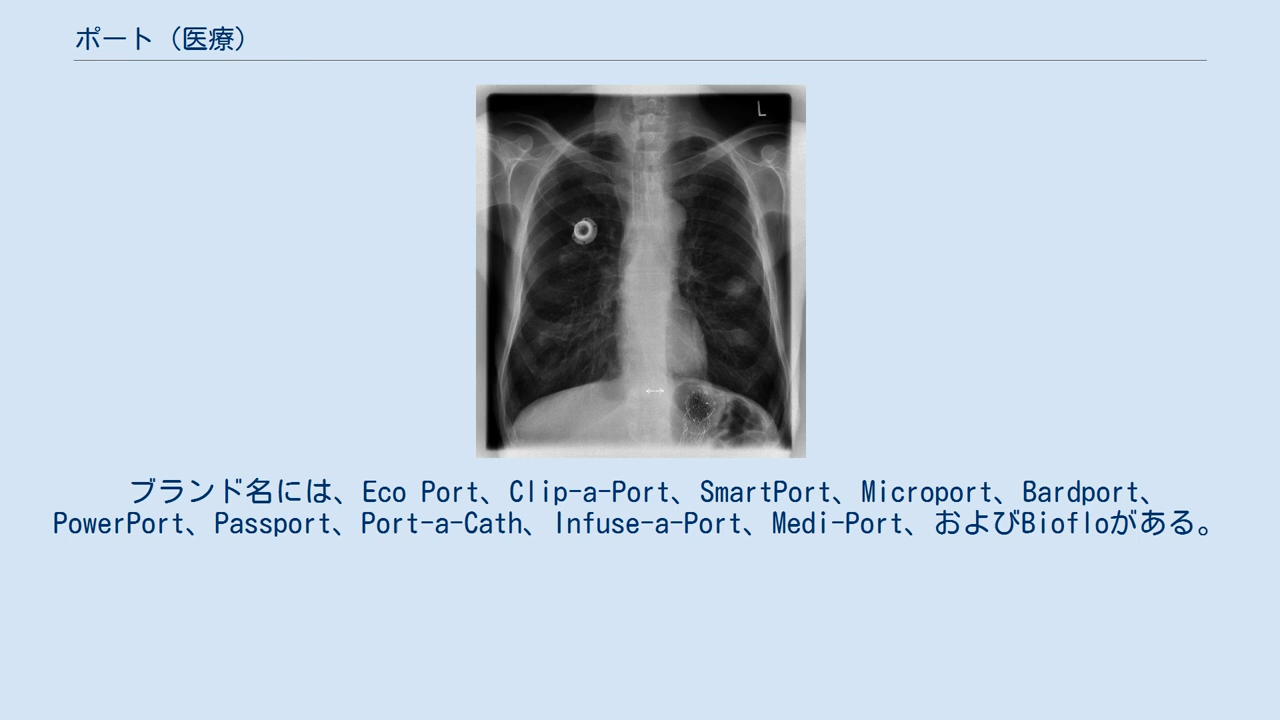 ポート（医療）
L
ブランド名には、Eco Port、Clip-a-Port、SmartPort、Microport、Bardport、
PowerPort、Passport、Port-a-Cath、Infuse-a-Port、Medi-Port、およびBiofloがある。